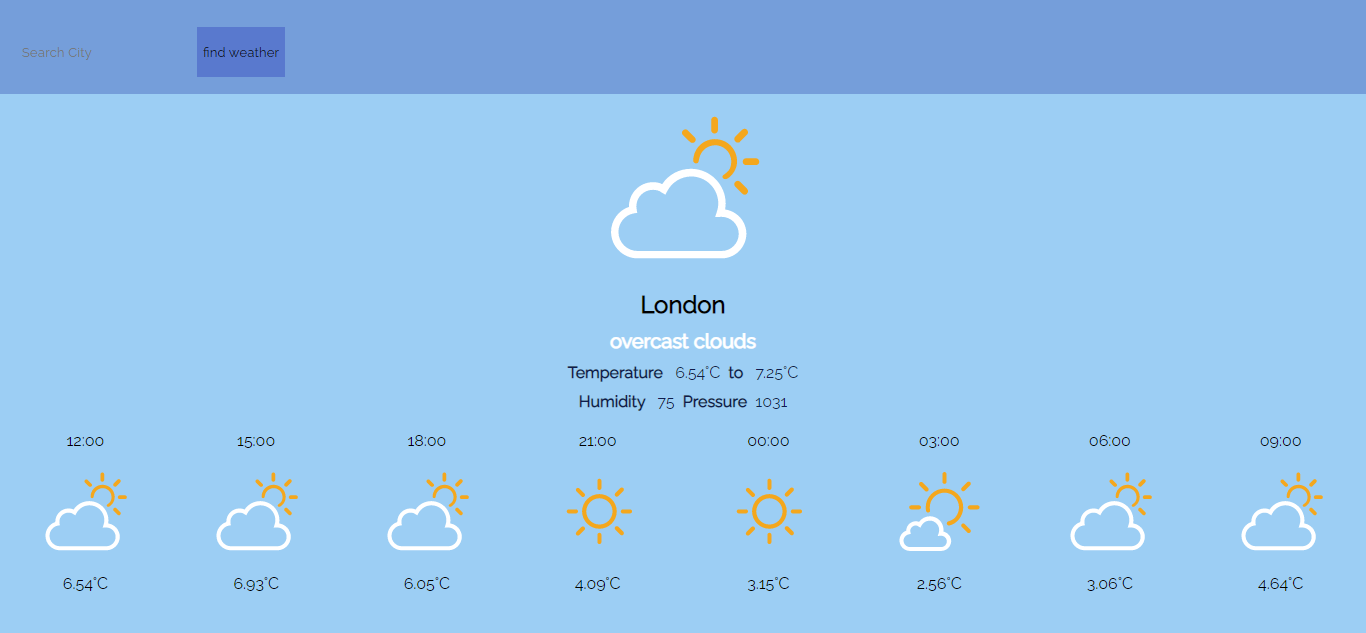 Search City find weather
London
overcast clouds
Temperature 6.54°C to 7.25°C
Humidity 75 Pressure 1031
12:00 15:00 18:00 21:00 00:00 03:00 06:00 09:00
6.54°C 6.93°C 6.05°C 4.09°C 3.15°C 2.56°C 3.06°C 4.64°C